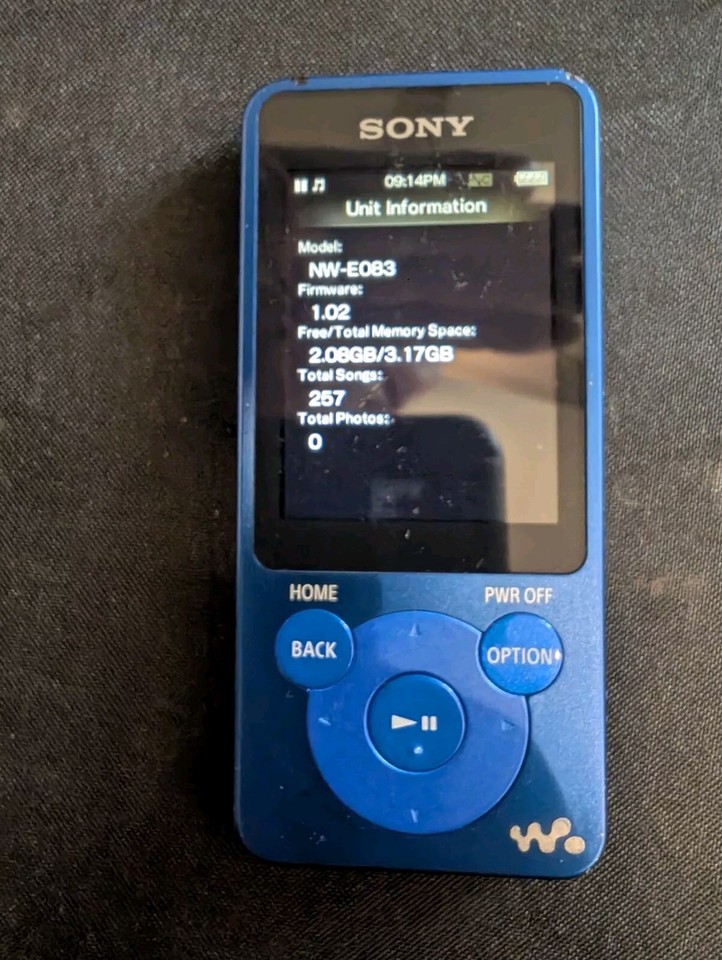 SONY
09:14PM
Unit Information
Model:
NW-E083
Firmware:
1.02
Free/Total Memory Space:
2.08GB/3.17GB
Total Songs:
257
Total Photos:
0
HOME PWR OFF
BACK OPTION